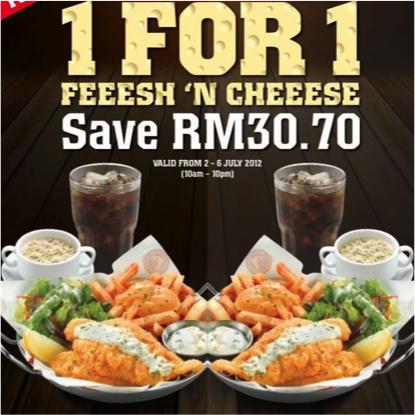 1 FOR 1
FEEESH 'N CHEEESE
Save RM30.70
VALID FROM 2 - 6 JULY 2012
(10am - 10pm)